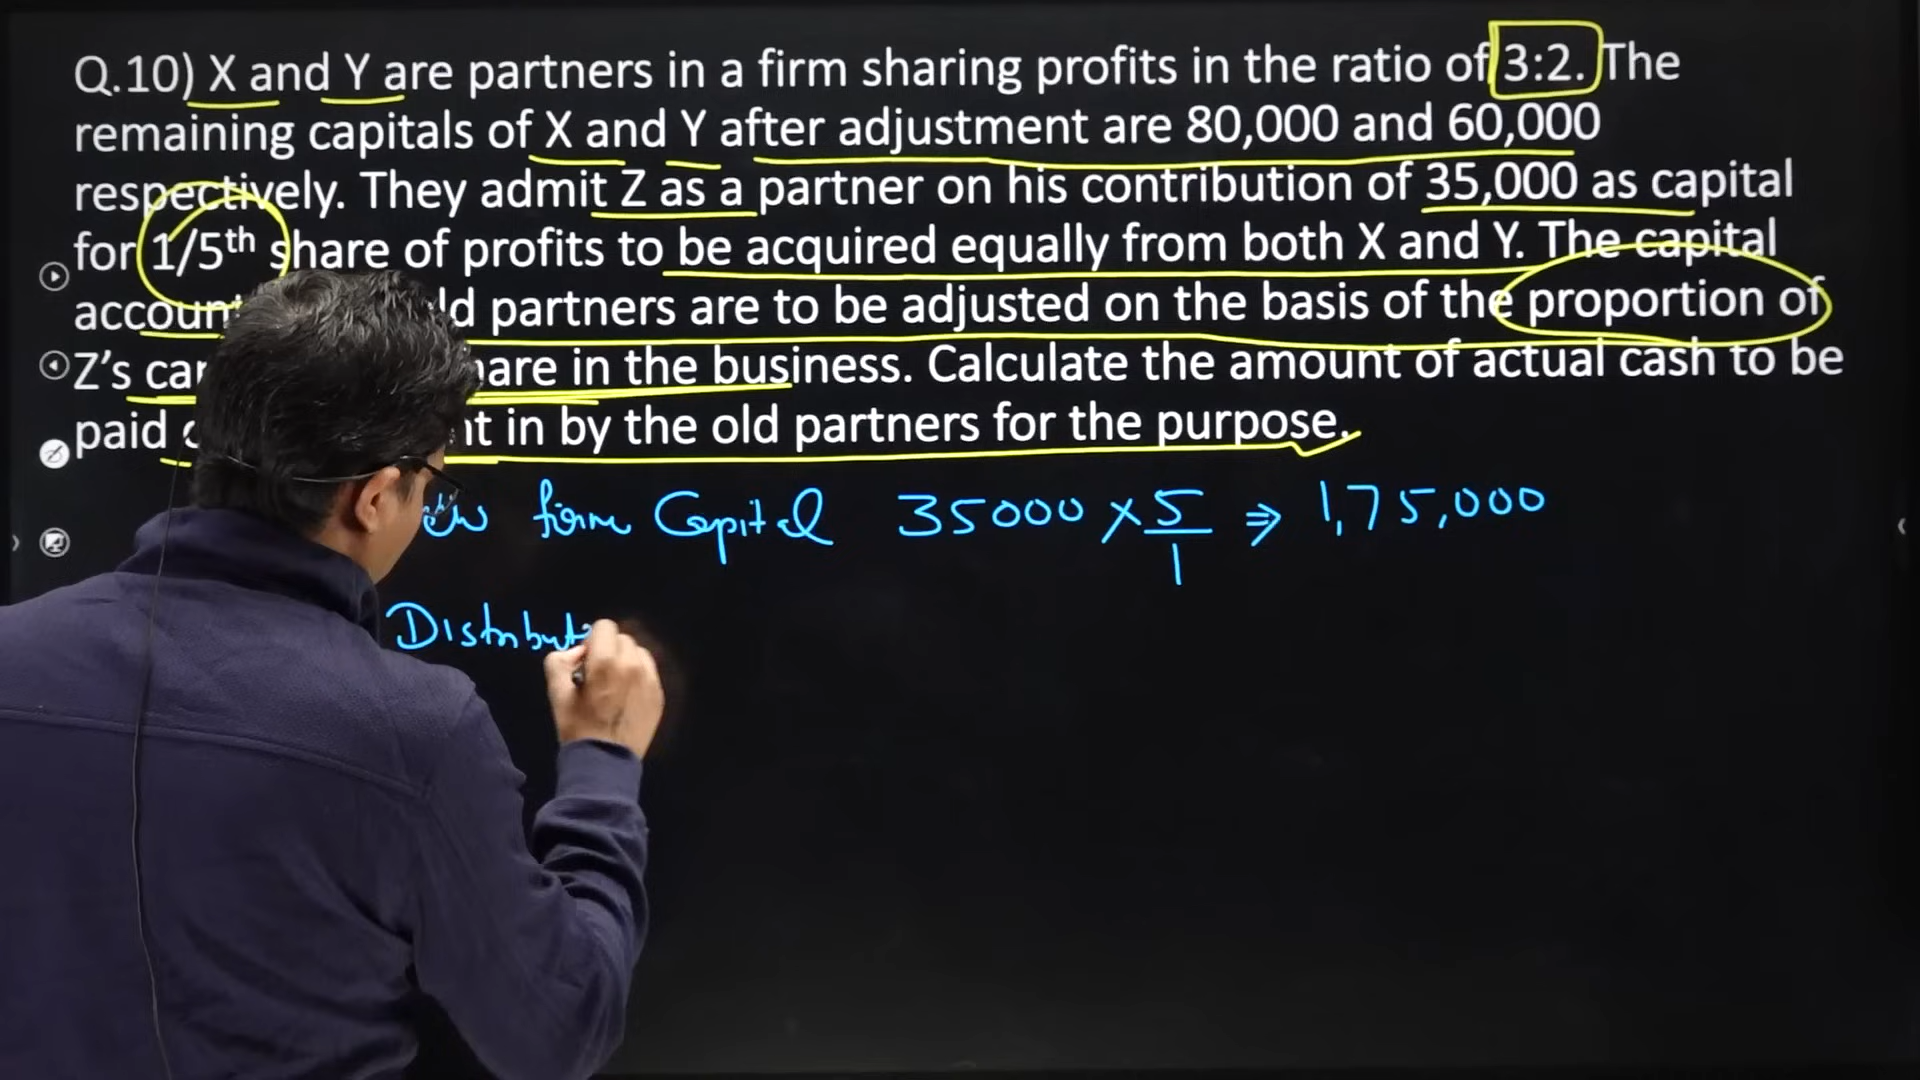 Q.10) X and Y are partners in a firm sharing profits in the ratio of 3:2. The
remaining capitals of X and Y after adjustment are 80,000 and 60,000
respectively. They admit Z as a partner on his contribution of 35,000 as capital
for 1/5th share of profits to be acquired equally from both X and Y. The capital
partners are to be adjusted on the basis of the proportion of
Z’s in the business. Calculate the amount of actual cash to be
paid in by the old partners for the purpose.
firm Capital 35000 × 5/1 ⇒ 1,75,000